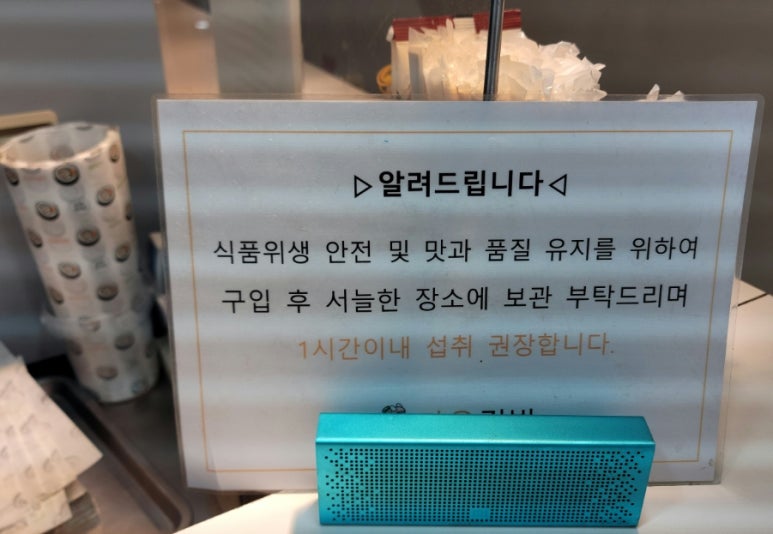 ▷알려드립니다◁
식품위생 안전 및 맛과 품질 유지를 위하여
구입 후 서늘한 장소에 보관 부탁드리며
1시간이내 섭취 권장합니다.